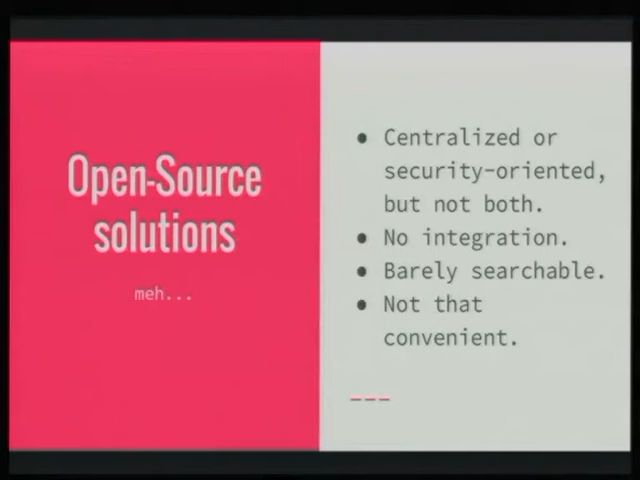 Open-Source
solutions
meh...
● Centralized or
security-oriented,
but not both.
● No integration.
● Barely searchable.
● Not that
convenient.